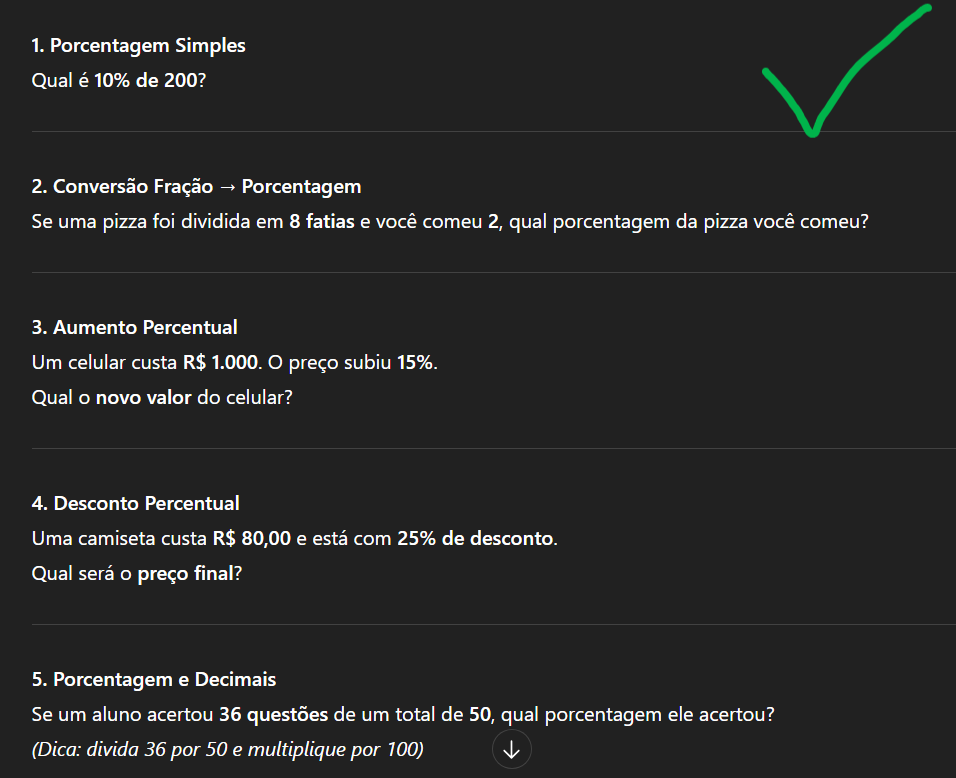 1. Porcentagem Simples
Qual é 10% de 200?
2. Conversão Fração → Porcentagem
Se uma pizza foi dividida em 8 fatias e você comeu 2, qual porcentagem da pizza você comeu?
3. Aumento Percentual
Um celular custa R$ 1.000. O preço subiu 15%.
Qual o novo valor do celular?
4. Desconto Percentual
Uma camiseta custa R$ 80,00 e está com 25% de desconto.
Qual será o preço final?
5. Porcentagem e Decimais
Se um aluno acertou 36 questões de um total de 50, qual porcentagem ele acertou?
(Dica: divida 36 por 50 e multiplique por 100)